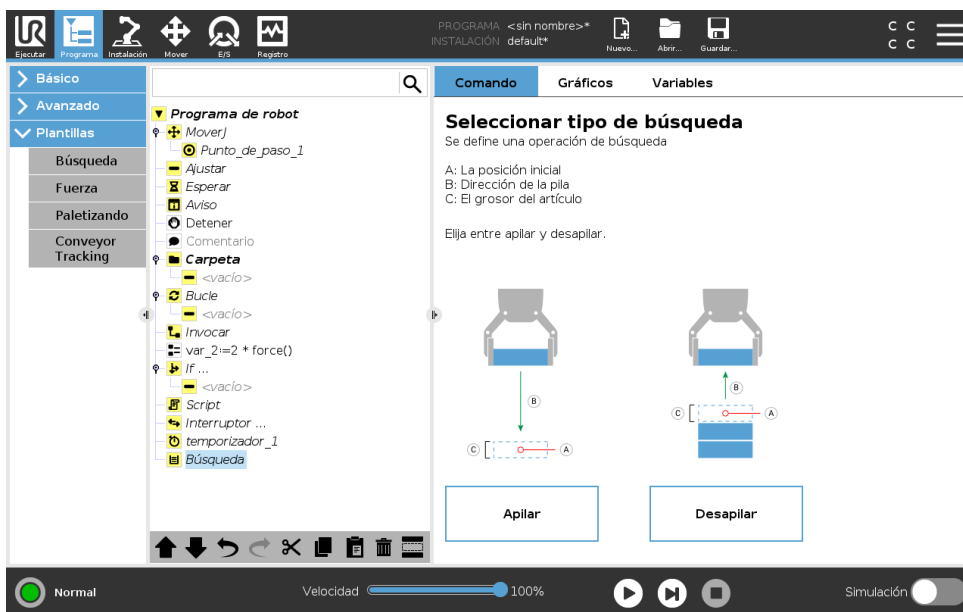 PROGRAMA <sin nombre>*
INSTALACIÓN default*
Ejecutar
Programa
Instalación
Mover
E/S
Registro
Nuevo...
Abrir...
Guardar...
C C
C C
Básico
Avanzado
Plantillas
Búsqueda
Fuerza
Paletizando
Conveyor
Tracking
Programa de robot
MoverJ
Punto_de_paso_1
Ajustar
Esperar
Aviso
Detener
Comentario
Carpeta
<vacío>
Bucle
<vacío>
Invocar
var_2:=2 * force()
If ...
<vacío>
Script
Interruptor ...
temporizador_1
Búsqueda
Comando
Gráficos
Variables
Seleccionar tipo de búsqueda
Se define una operación de búsqueda
A: La posición inicial
B: Dirección de la pila
C: El grosor del artículo
Elija entre apilar y desapilar.
B
C
A
B
C
A
Apilar
Desapilar
Normal
Velocidad
100%
Simulación